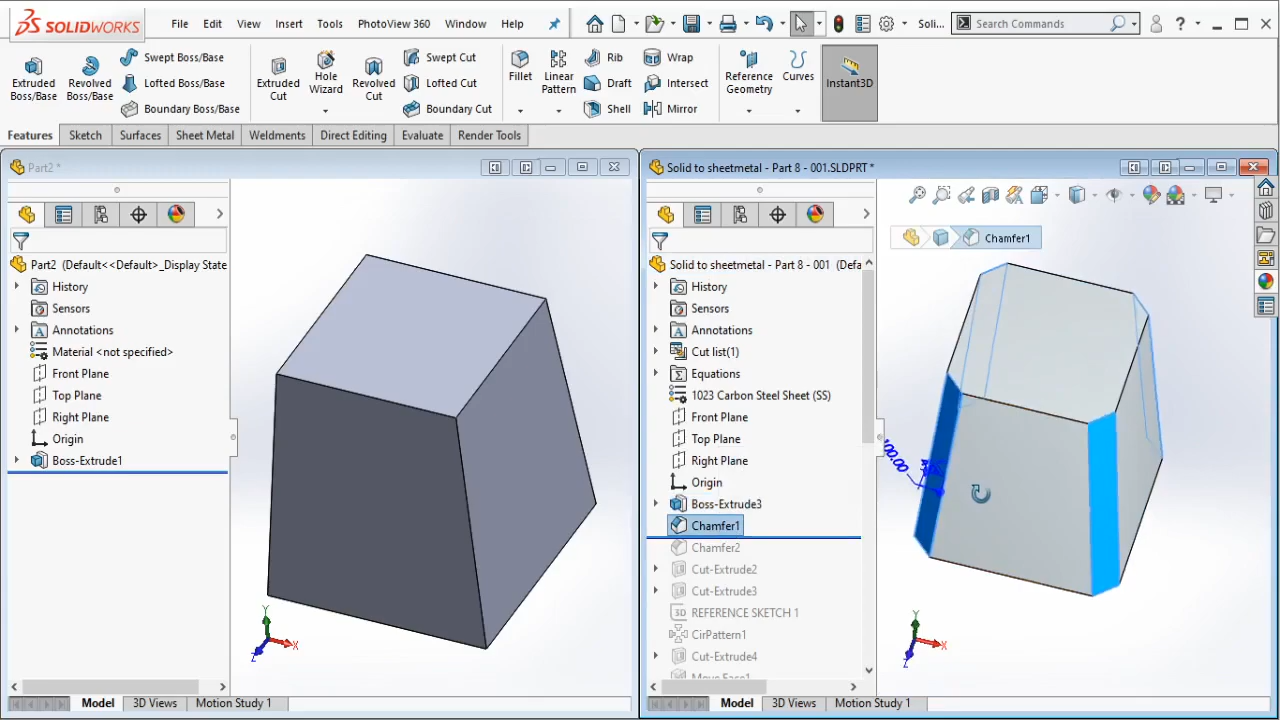 SOLIDWORKS File Edit View Insert Tools PhotoView 360 Window Help Soli... Search Commands
Extruded Boss/Base
Revolved Boss/Base
Swept Boss/Base
Lofted Boss/Base
Boundary Boss/Base
Extruded Cut
Hole Wizard
Revolved Cut
Swept Cut
Lofted Cut
Boundary Cut
Fillet
Linear Pattern
Rib
Draft
Shell
Wrap
Intersect
Mirror
Reference Geometry
Curves
Instant3D
Features Sketch Surfaces Sheet Metal Weldments Direct Editing Evaluate Render Tools
Part2 *
Part2 (Default<<Default>_Display State
History
Sensors
Annotations
Material <not specified>
Front Plane
Top Plane
Right Plane
Origin
Boss-Extrude1
Y
X
Z
Model 3D Views Motion Study 1
Solid to sheetmetal - Part 8 - 001.SLDPRT *
Solid to sheetmetal - Part 8 - 001 (Defa
History
Sensors
Annotations
Cut list(1)
Equations
1023 Carbon Steel Sheet (SS)
Front Plane
Top Plane
Right Plane
Origin
Boss-Extrude3
Chamfer1
Chamfer2
Cut-Extrude2
Cut-Extrude3
REFERENCE SKETCH 1
CirPattern1
Cut-Extrude4
Move Face1
Chamfer1
Y
X
Z
Model 3D Views Motion Study 1